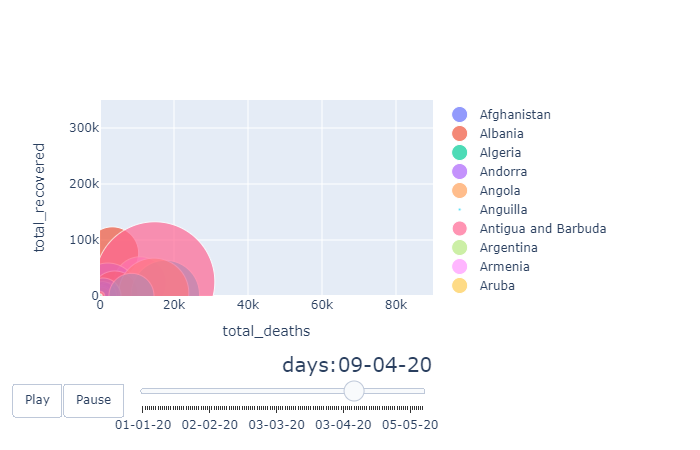 300k
200k
100k
0
total_recovered
0
20k
40k
60k
80k
total_deaths
Afghanistan
Albania
Algeria
Andorra
Angola
Anguilla
Antigua and Barbuda
Argentina
Armenia
Aruba
days:09-04-20
Play
Pause
01-01-20
02-02-20
03-03-20
03-04-20
05-05-20